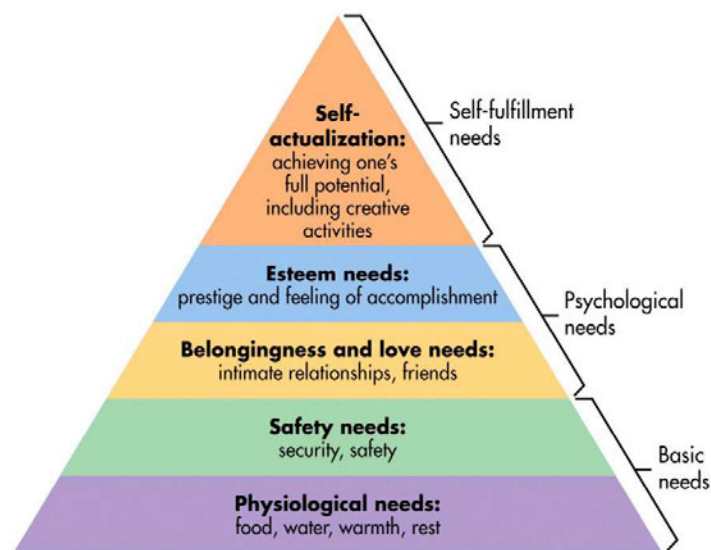 Self-
actualization:
achieving one's
full potential,
including creative
activities
Self-fulfillment
needs
Esteem needs:
prestige and feeling of accomplishment
Belongingness and love needs:
intimate relationships, friends
Psychological
needs
Safety needs:
security, safety
Physiological needs:
food, water, warmth, rest
Basic
needs